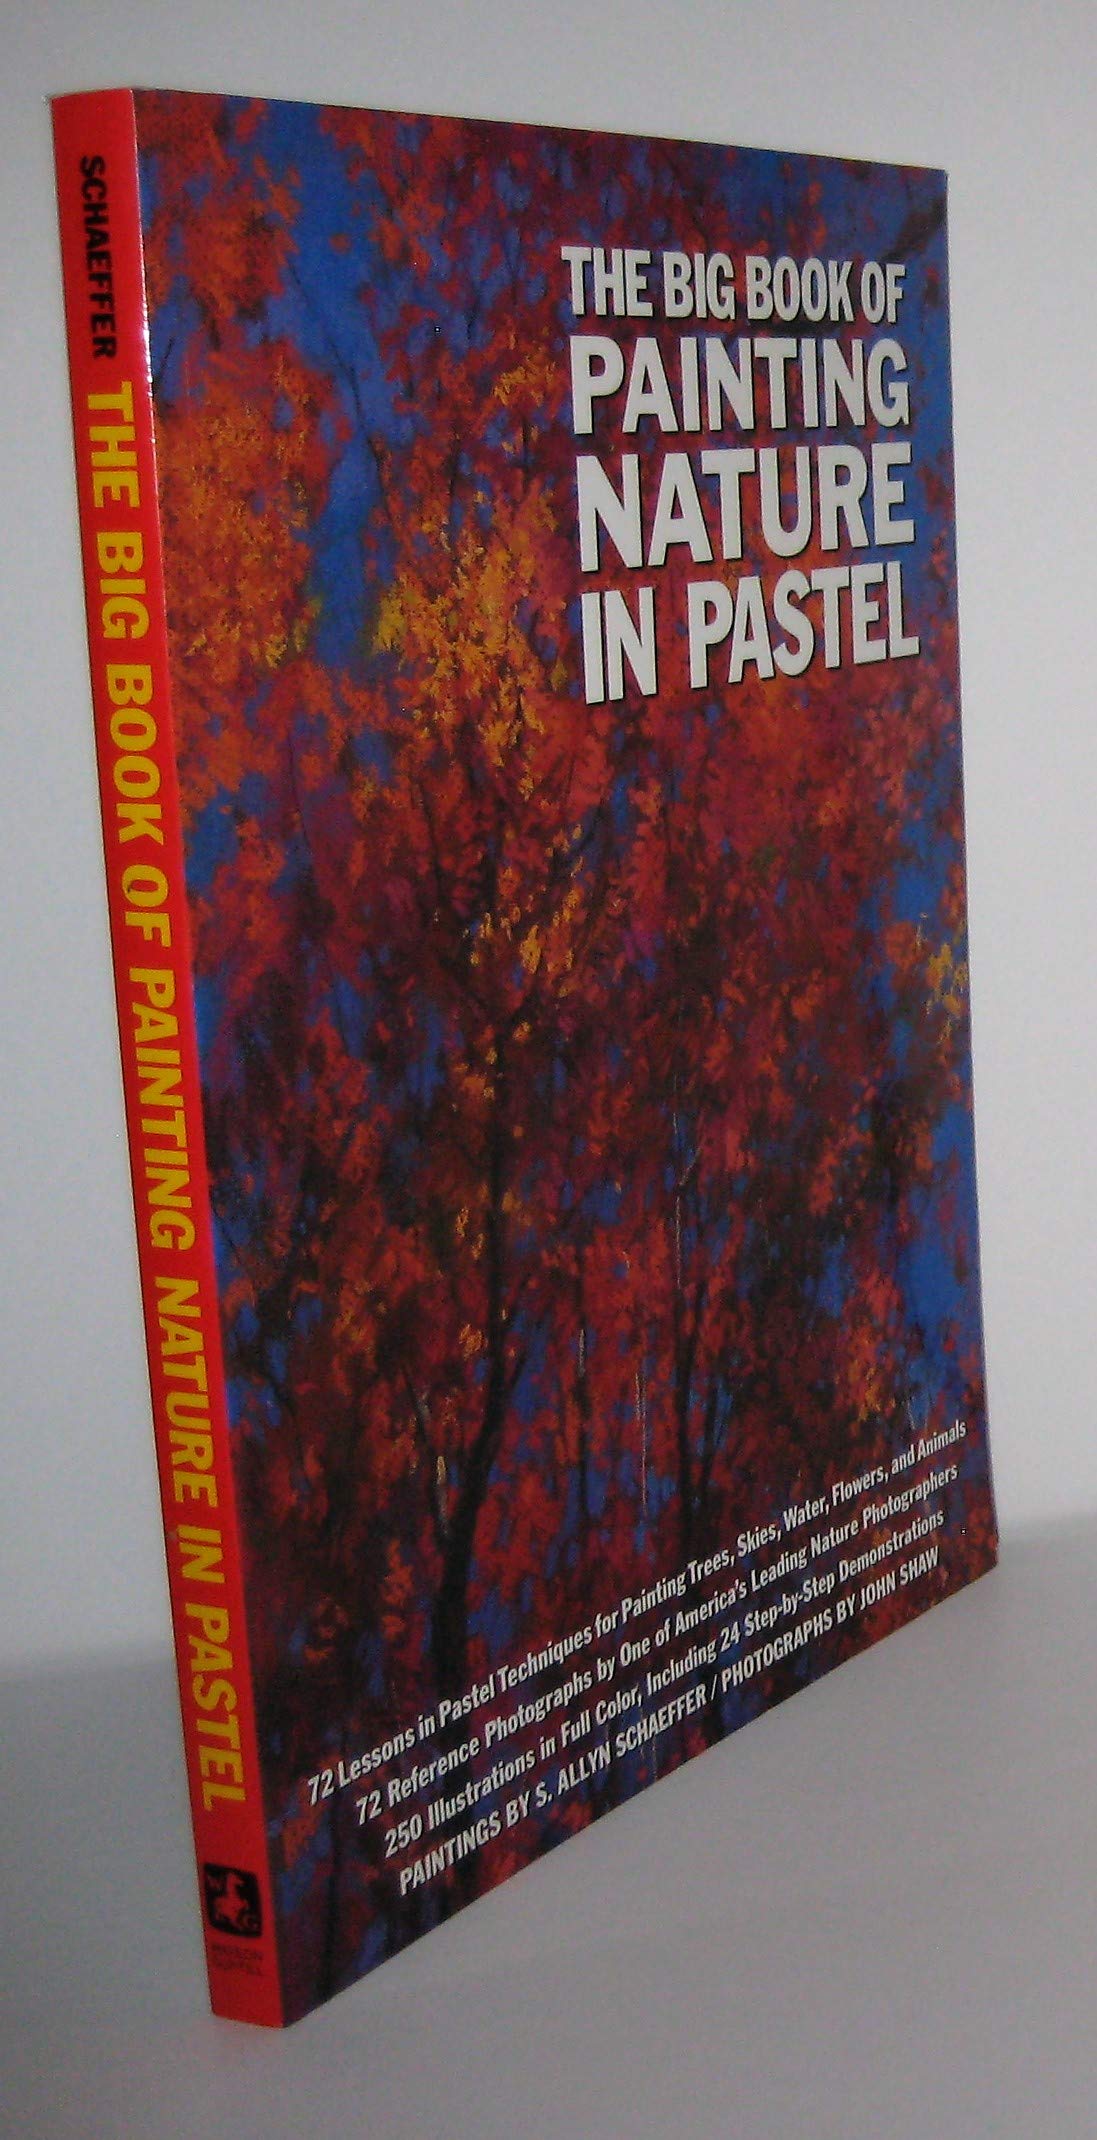 SCHAEFFER THE BIG BOOK OF PAINTING NATURE IN PASTEL
W G
WATSON
GUPTILL
THE BIG BOOK OF
PAINTING
NATURE
IN PASTEL
72 Lessons in Pastel Techniques for Painting Trees, Skies, Water, Flowers, and Animals
72 Reference Photographs by One of America's Leading Nature Photographers
250 Illustrations in Full Color, Including 24 Step-by-Step Demonstrations
PAINTINGS BY S. ALLYN SCHAEFFER / PHOTOGRAPHS BY JOHN SHAW